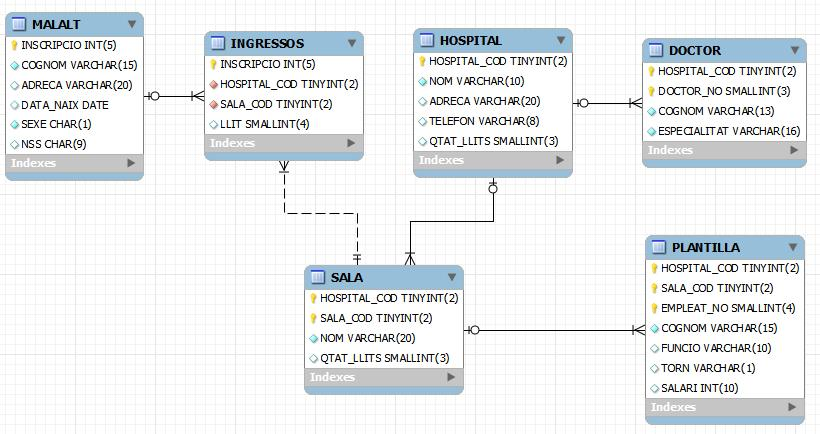 MALALT
INSCRIPCIO INT(5)
COGNOM VARCHAR(15)
ADRECA VARCHAR(20)
DATA_NAIX DATE
SEXE CHAR(1)
NSS CHAR(9)
Indexes
INGRESSOS
INSCRIPCIO INT(5)
HOSPITAL_COD TINYINT(2)
SALA_COD TINYINT(2)
LLIT SMALLINT(4)
Indexes
HOSPITAL
HOSPITAL_COD TINYINT(2)
NOM VARCHAR(10)
ADRECA VARCHAR(20)
TELEFON VARCHAR(8)
QTAT_LLITS SMALLINT(3)
Indexes
DOCTOR
HOSPITAL_COD TINYINT(2)
DOCTOR_NO SMALLINT(3)
COGNOM VARCHAR(13)
ESPECIALITAT VARCHAR(16)
Indexes
SALA
HOSPITAL_COD TINYINT(2)
SALA_COD TINYINT(2)
NOM VARCHAR(20)
QTAT_LLITS SMALLINT(3)
Indexes
PLANTILLA
HOSPITAL_COD TINYINT(2)
SALA_COD TINYINT(2)
EMPLEAT_NO SMALLINT(4)
COGNOM VARCHAR(15)
FUNCIO VARCHAR(10)
TORN VARCHAR(1)
SALARI INT(10)
Indexes